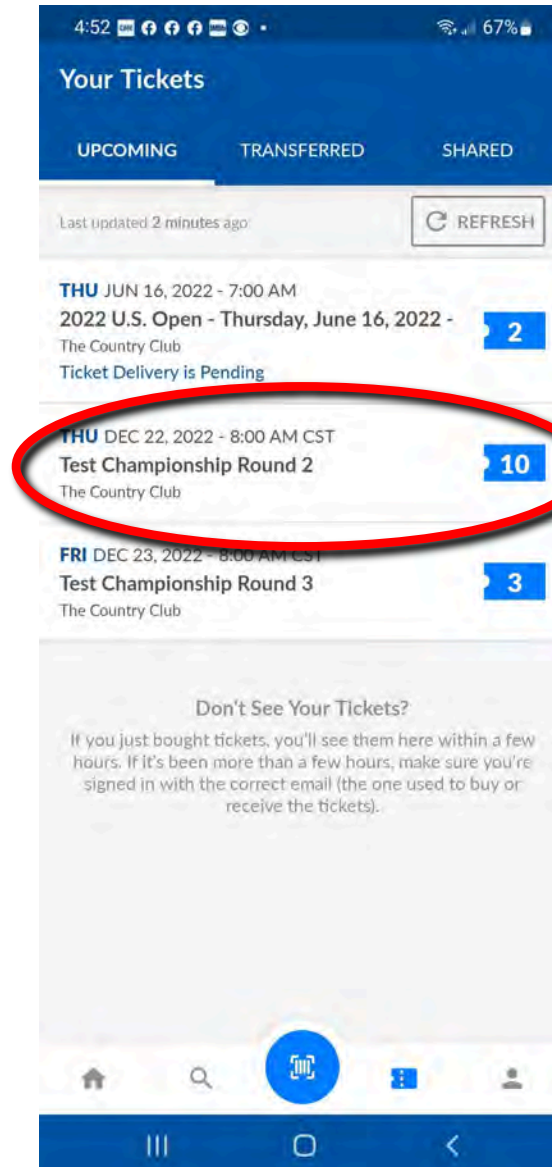 4:52 67%
Your Tickets
UPCOMING TRANSFERRED SHARED
Last updated 2 minutes ago REFRESH
THU JUN 16, 2022 - 7:00 AM
2022 U.S. Open - Thursday, June 16, 2022 - 2
The Country Club
Ticket Delivery is Pending
THU DEC 22, 2022 - 8:00 AM CST
Test Championship Round 2 10
The Country Club
FRI DEC 23, 2022 - 8:00 AM CST
Test Championship Round 3 3
The Country Club
Don't See Your Tickets?
If you just bought tickets, you'll see them here within a few
hours. If it's been more than a few hours, make sure you're
signed in with the correct email (the one used to buy or
receive the tickets).